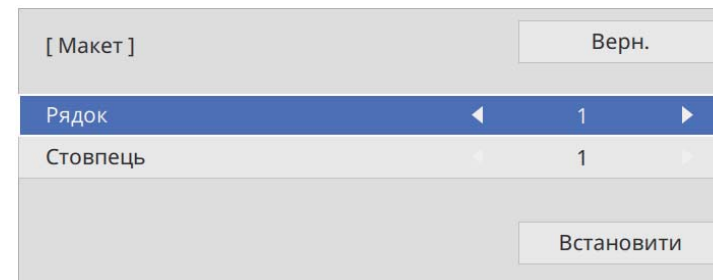 [ Макет ]
Верн.
Рядок 1
Стовпець 1
Встановити